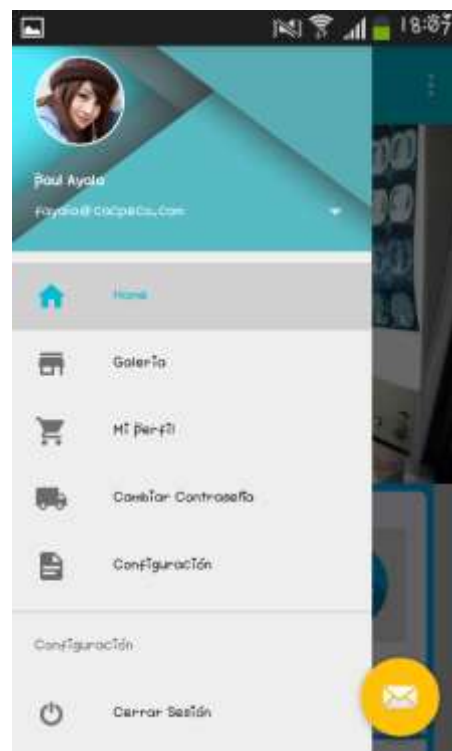 18:07
Paul Ayala
Home
Galería
Mi Perfil
Cambiar Contraseña
Configuración
Configuración
Cerrar Sesión